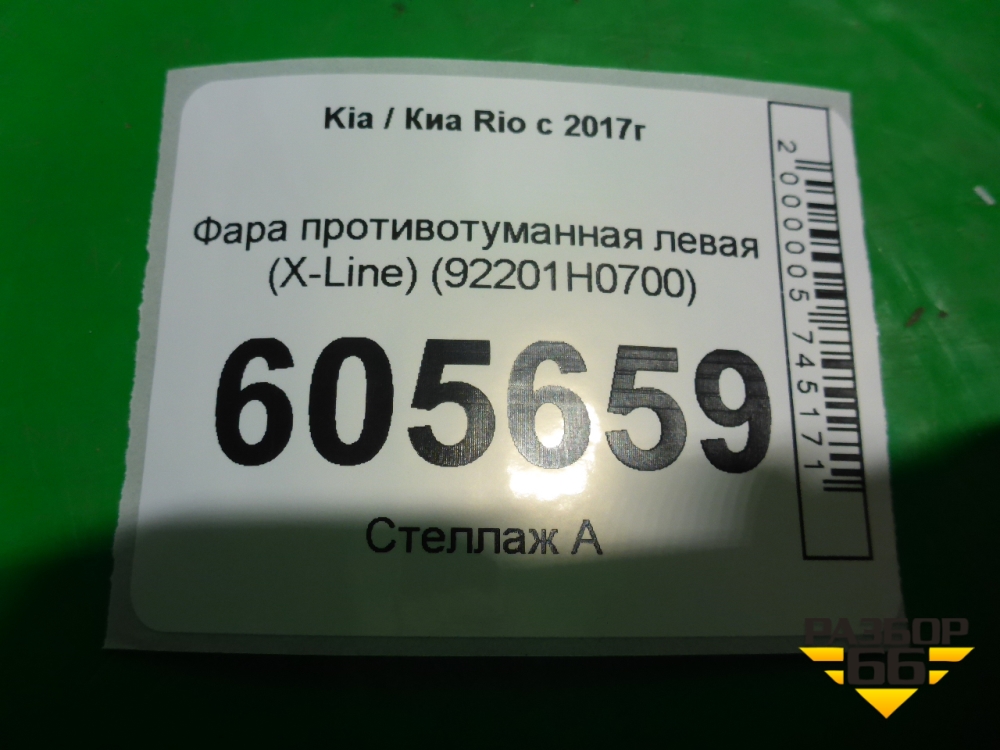 Kia / Киа Rio с 2017г
Фара противотуманная левая
(X-Line) (92201H0700)
605659
Стеллаж А
2000005745171
РАЗБОР
66